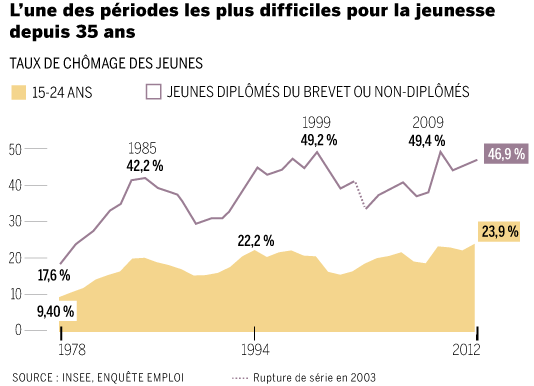 L'une des périodes les plus difficiles pour la jeunesse
depuis 35 ans
TAUX DE CHÔMAGE DES JEUNES
15-24 ANS
JEUNES DIPLÔMÉS DU BREVET OU NON-DIPLÔMÉS
1985
42,2 %
1999
49,2 %
2009
49,4 %
46,9 %
50
40
30
20
10
0
17,6 %
9,40 %
22,2 %
23,9 %
1978
1994
2012
SOURCE : INSEE, ENQUÊTE EMPLOI
Rupture de série en 2003